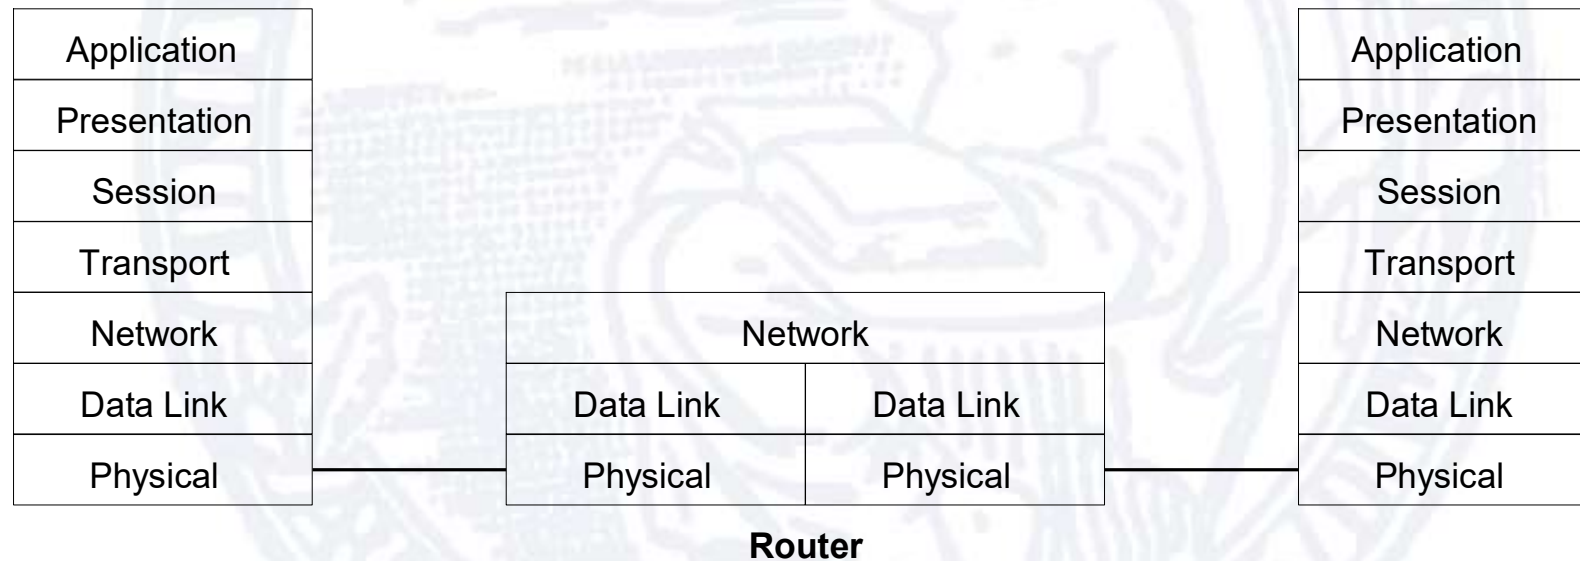 Application
Presentation
Session
Transport
Network
Data Link
Physical
Network
Data Link Data Link
Physical Physical
Router
Application
Presentation
Session
Transport
Network
Data Link
Physical